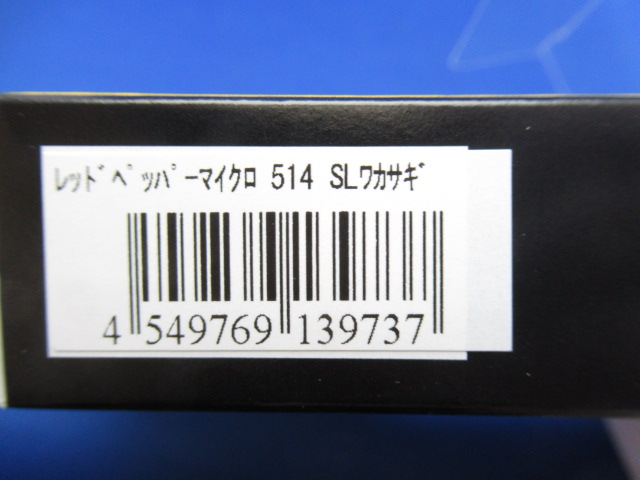 ﾚｯﾄﾞﾍﾟｯﾊﾟｰﾏｲｸﾛ 514 SLﾜｶｻｷﾞ
4 549769 139737